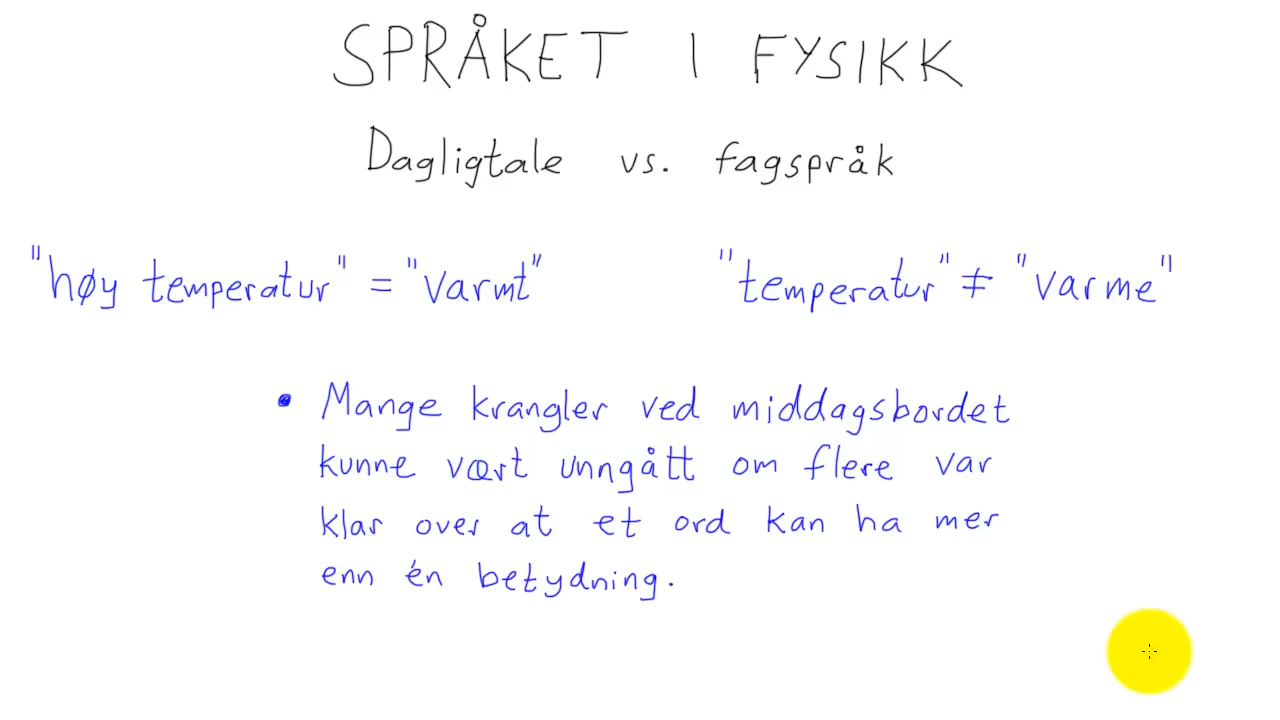 SPRÅKET I FYSIKK
Dagligtale vs. fagspråk
"høy temperatur" = "varmt" "temperatur" ≠ "varme"
• Mange krangler ved middagsbordet
kunne vært unngått om flere var
klar over at et ord kan ha mer
enn én betydning.